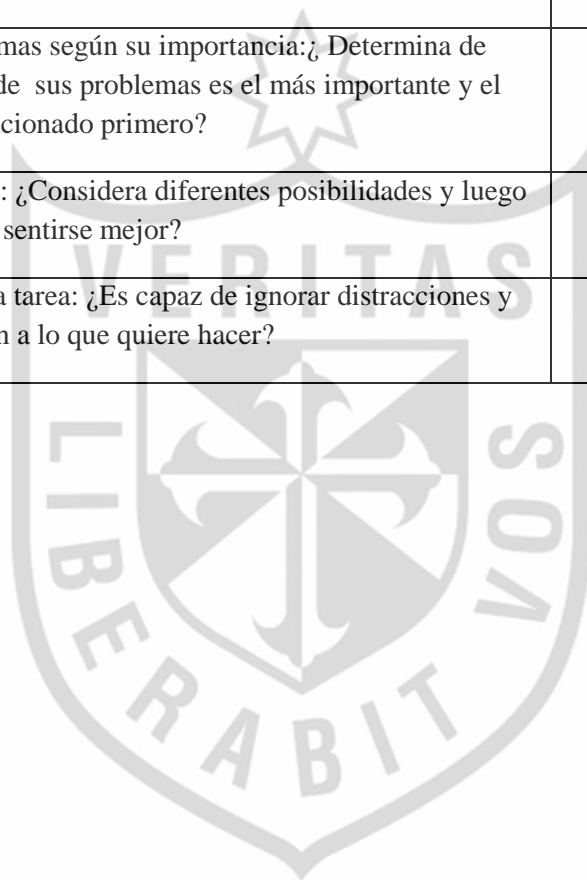 mas según su importancia:¿ Determina de
de sus problemas es el más importante y el
cionado primero?
: ¿Considera diferentes posibilidades y luego
sentirse mejor?
a tarea: ¿Es capaz de ignorar distracciones y
n a lo que quiere hacer?
VERITAS
LIBERABIT
VOS